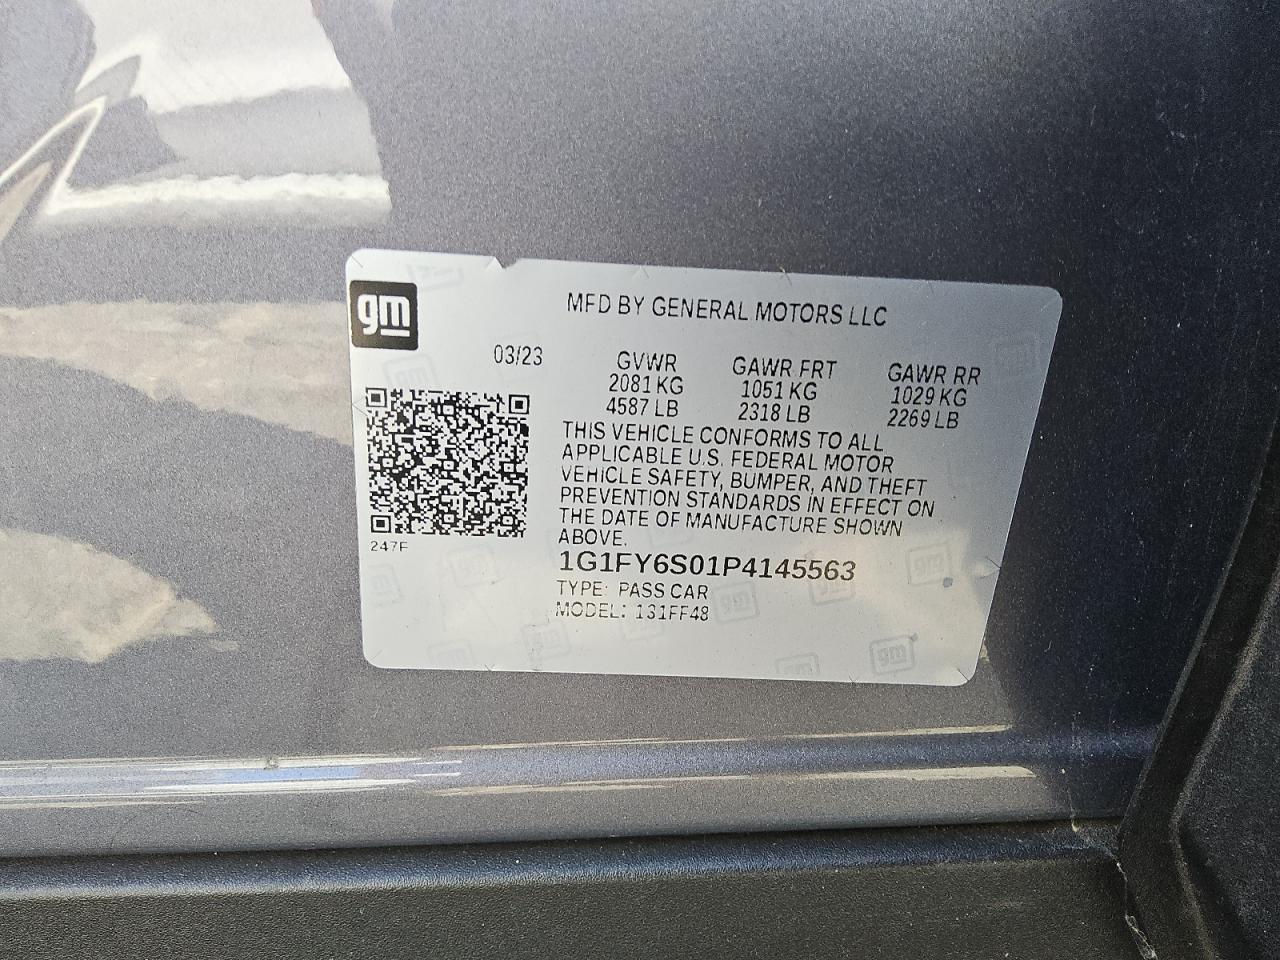 gm
MFD BY GENERAL MOTORS LLC
03/23
GVWR GAWR FRT GAWR RR
2081 KG 1051 KG 1029 KG
4587 LB 2318 LB 2269 LB
THIS VEHICLE CONFORMS TO ALL
APPLICABLE U.S. FEDERAL MOTOR
VEHICLE SAFETY, BUMPER, AND THEFT
PREVENTION STANDARDS IN EFFECT ON
THE DATE OF MANUFACTURE SHOWN
ABOVE.
247F
1G1FY6S01P4145563
TYPE: PASS CAR
MODEL: 131FF48
gm